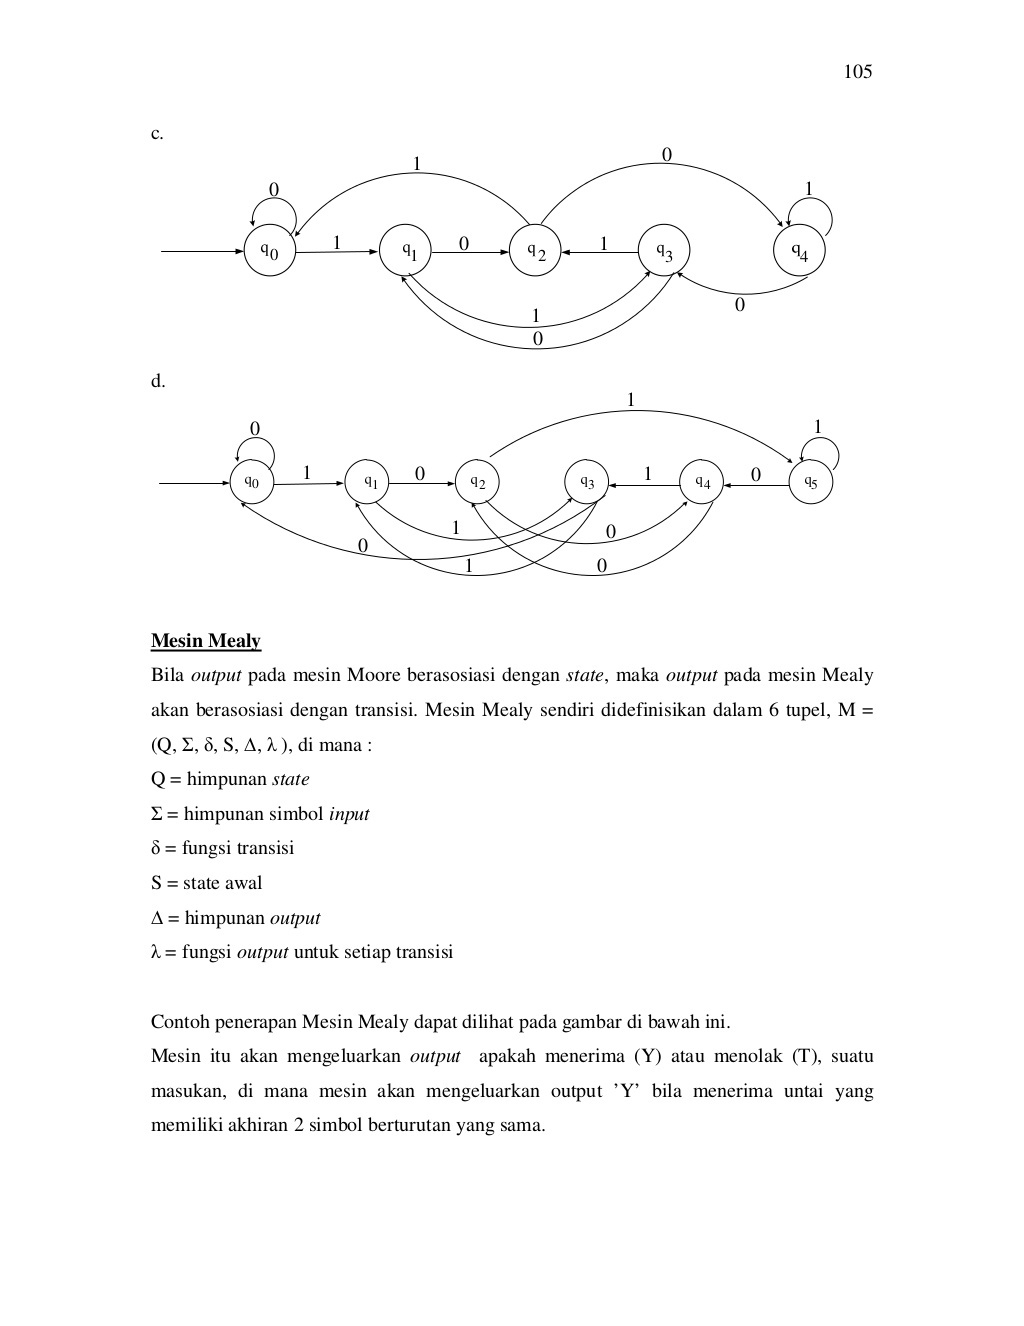 105
c.
1 0
0 1
q0 1 q1 0 q2 1 q3 q4
0
1
0
d.
1
0 1
q0 1 q1 0 q2 q3 1 q4 0 q5
1 0
0
1 0
Mesin Mealy
Bila output pada mesin Moore berasosiasi dengan state, maka output pada mesin Mealy
akan berasosiasi dengan transisi. Mesin Mealy sendiri didefinisikan dalam 6 tupel, M =
(Q, Σ, δ, S, Δ, λ ), di mana :
Q = himpunan state
Σ = himpunan simbol input
δ = fungsi transisi
S = state awal
Δ = himpunan output
λ = fungsi output untuk setiap transisi
Contoh penerapan Mesin Mealy dapat dilihat pada gambar di bawah ini.
Mesin itu akan mengeluarkan output apakah menerima (Y) atau menolak (T), suatu
masukan, di mana mesin akan mengeluarkan output ’Y’ bila menerima untai yang
memiliki akhiran 2 simbol berturutan yang sama.